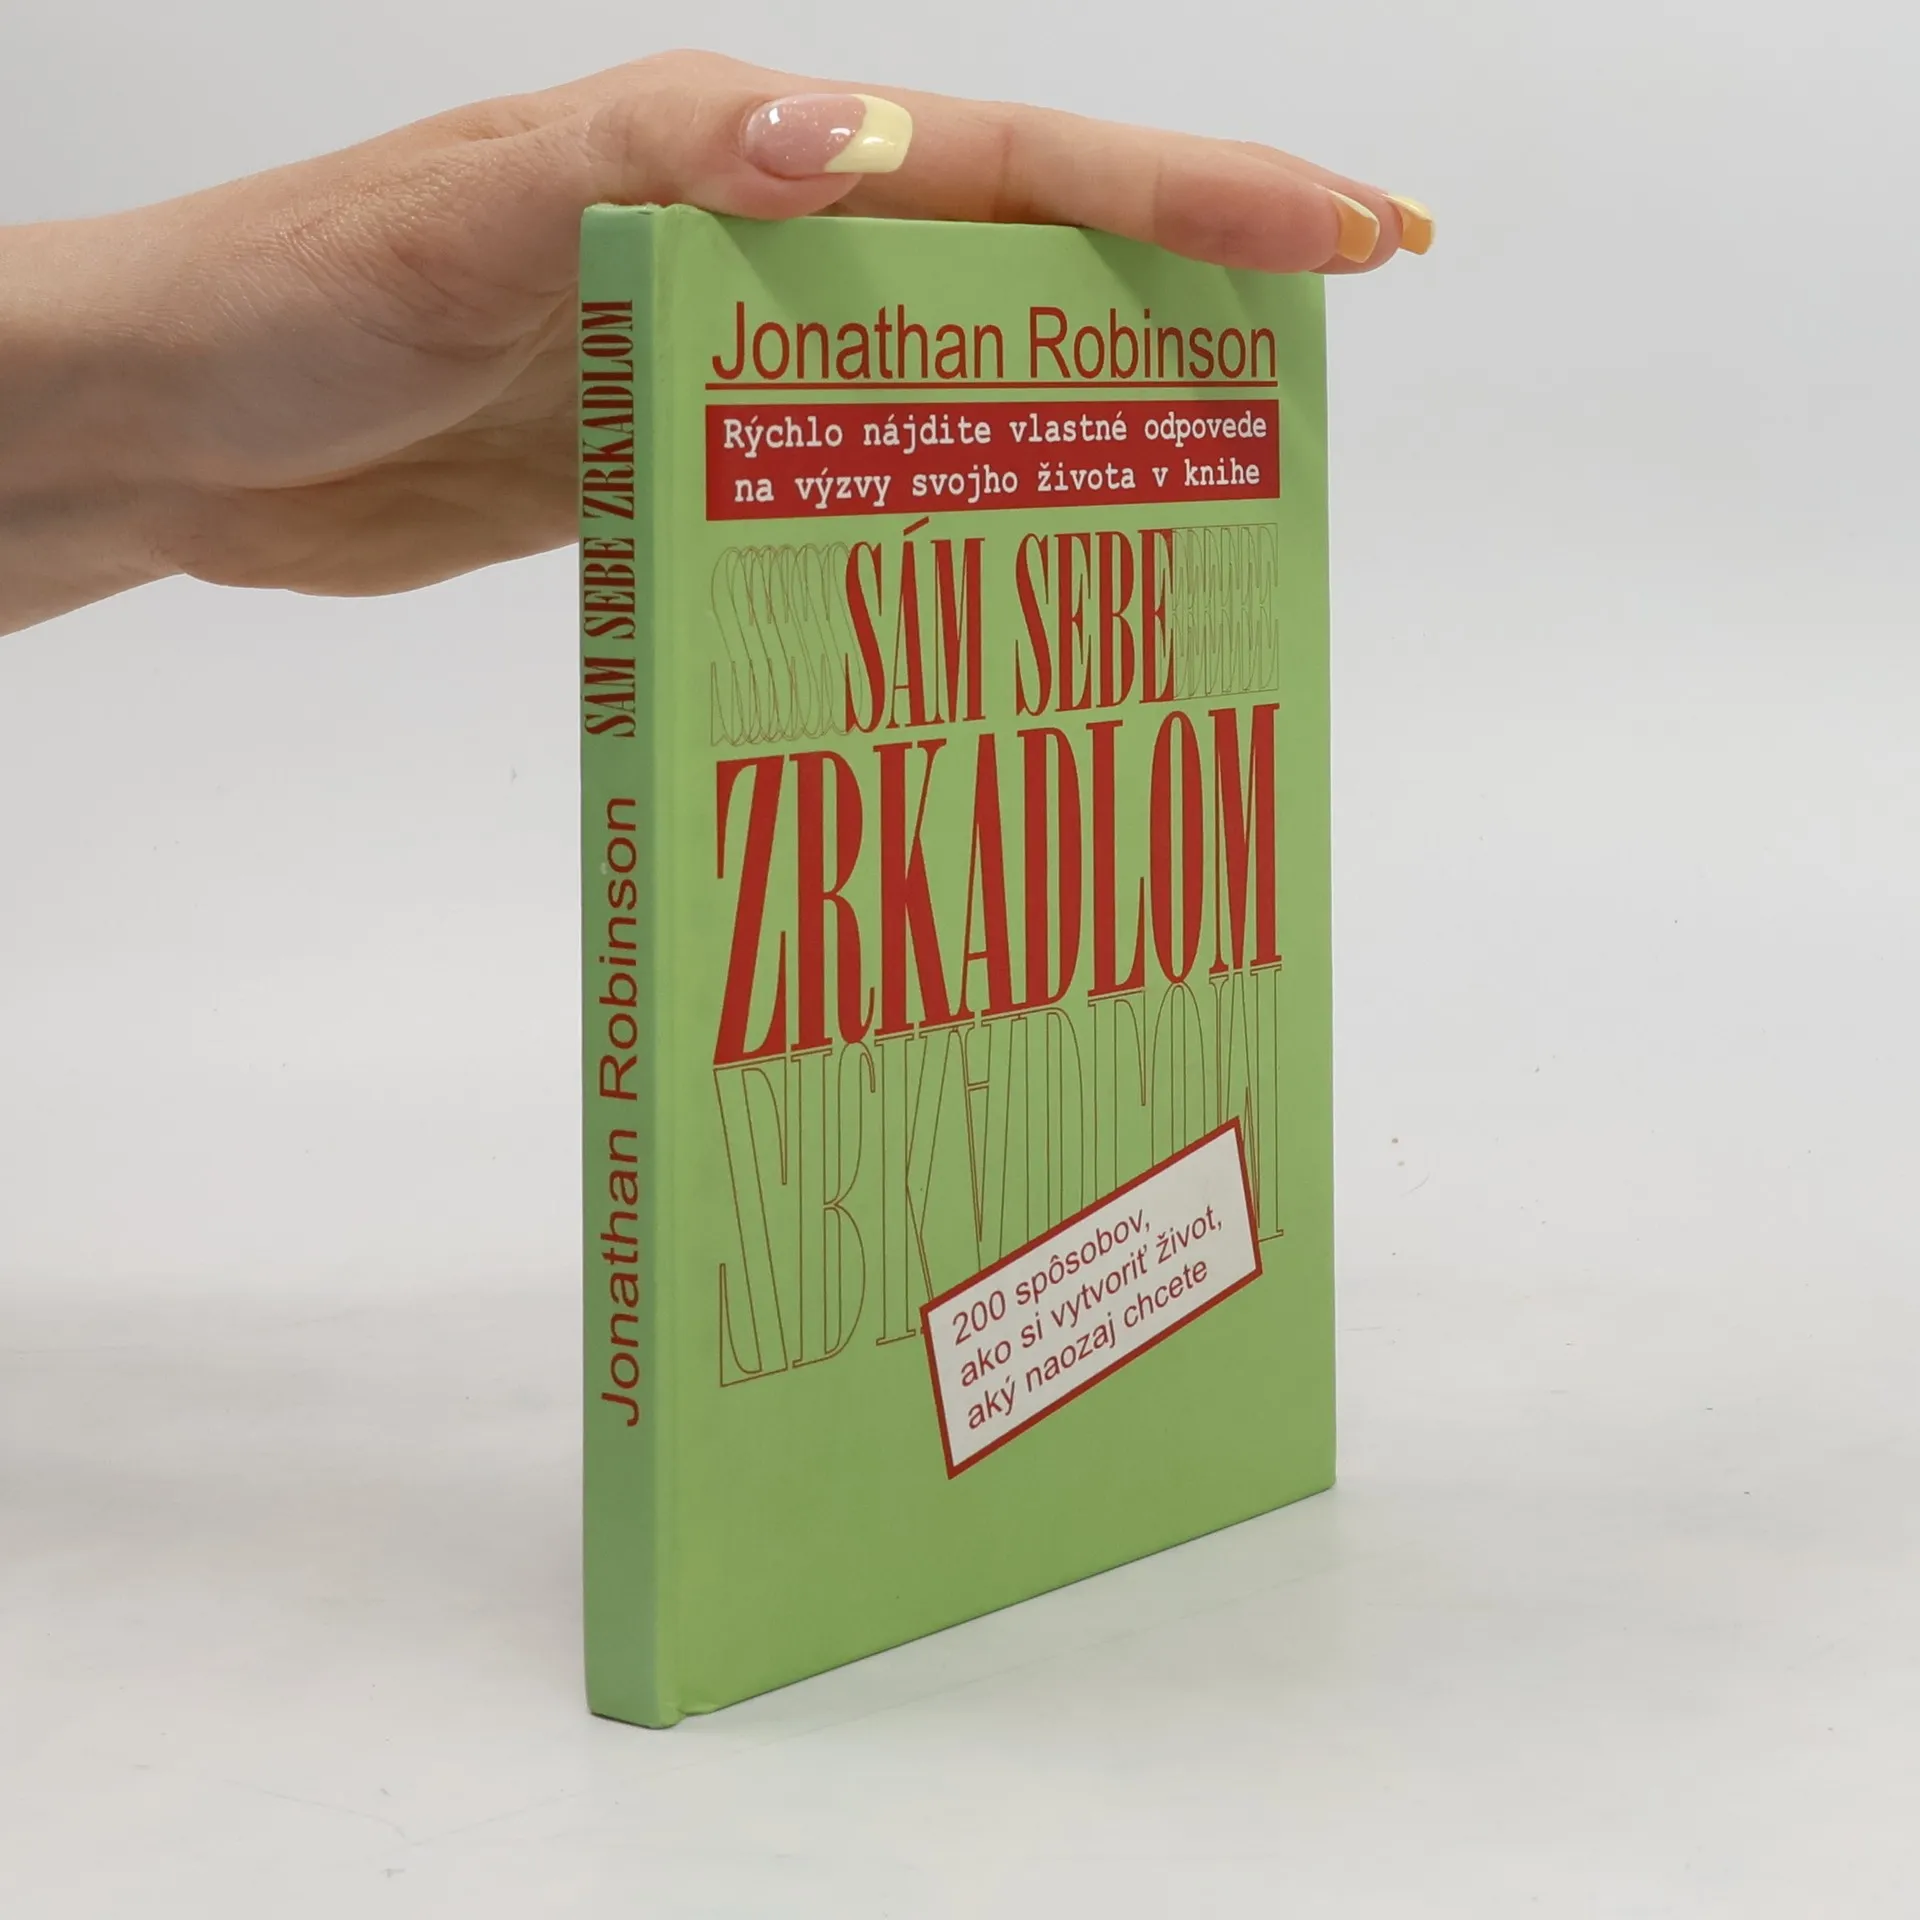 Jonathan Robinson
Rýchlo nájdite vlastné odpovede
na výzvy svojho života v knihe
SÁM SEBE
ZRKADLOM
200 spôsobov,
ako si vytvoriť život,
aký naozaj chcete
Jonathan Robinson SÁM SEBE ZRKADLOM